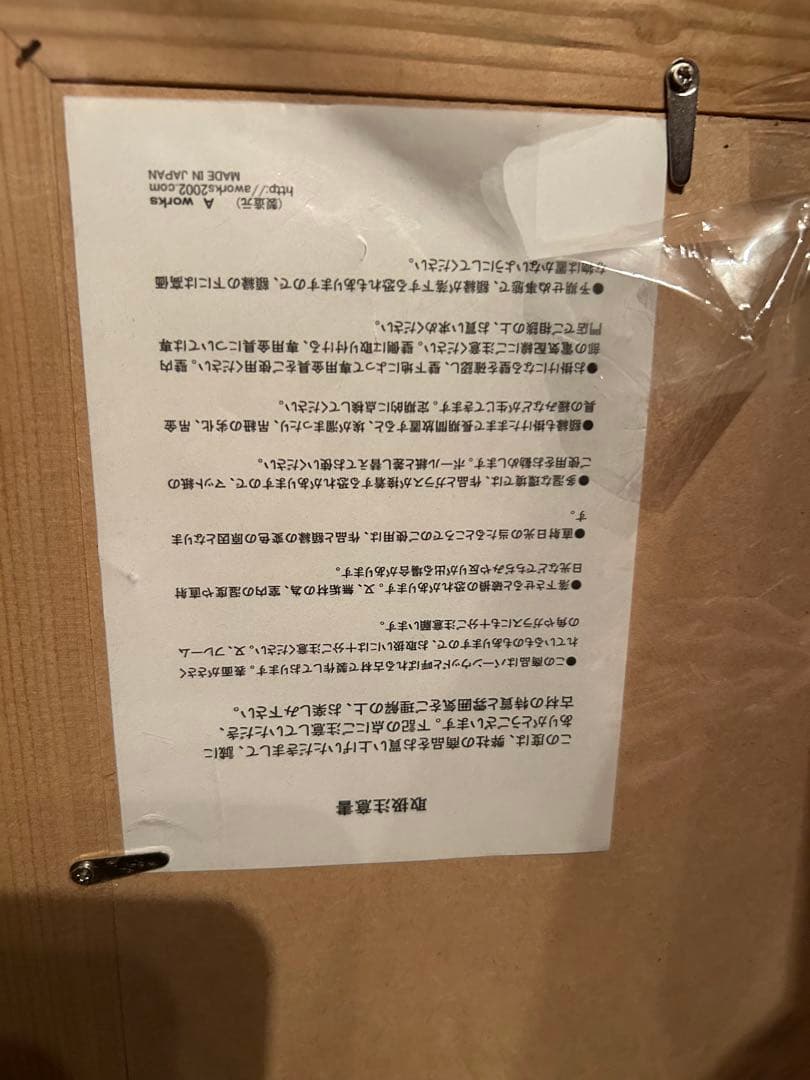 取扱注意書
この度は、弊社の商品をお買い上げいただきまして、誠に
ありがとうございます。下記の点にご注意していただき、
古材の特質と雰囲気をご理解の上、お楽しみ下さい。
●この商品はバーンウッドと呼ばれる古材で製作しております。表面がささく
れているものもありますので、お取扱いには十分ご注意ください。又、フレーム
の角やガラスにも十分ご注意願います。
●落下させると破損の恐れがあります。又、無垢材の為、室内の湿度や直射
日光などでちぢみや反りが出る場合があります。
●直射日光の当たるところでのご使用は、作品と額縁の変色の原因となりま
す。
●多湿な環境では、作品とガラスが接着する恐れがありますので、マットの
ご使用をお勧めします。ボール紙と差し替えてお使いください。
●額縁も掛けたままで長期間放置すると、埃が溜まったり、吊紐の劣化、吊金
具の緩みなどが生じてきます。定期的に点検してください。
●お掛けになる壁を確認し、壁下地によって専用金具をご使用ください。壁内
部の電気配線にご注意ください。壁側に取り付ける、専用金具については専
門店でご相談の上、お買い求めください。
●予期せぬ事態で、額縁が落下する恐れもありますので、額縁の下には高価
な物は置かないようにしてください。
(製造元) A works
http://aworks2002.com
MADE IN JAPAN